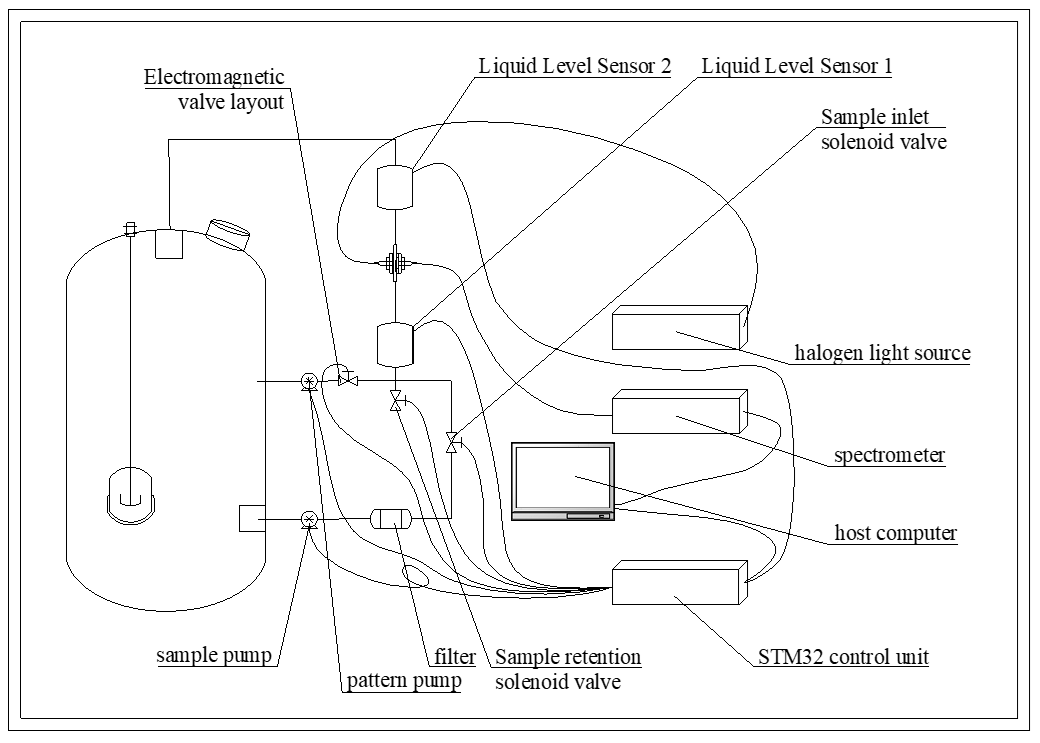 Liquid Level Sensor 2
Liquid Level Sensor 1
Electromagnetic
valve layout
Sample inlet
solenoid valve
halogen light source
spectrometer
host computer
sample pump
filter
Sample retention
solenoid valve
STM32 control unit
pattern pump